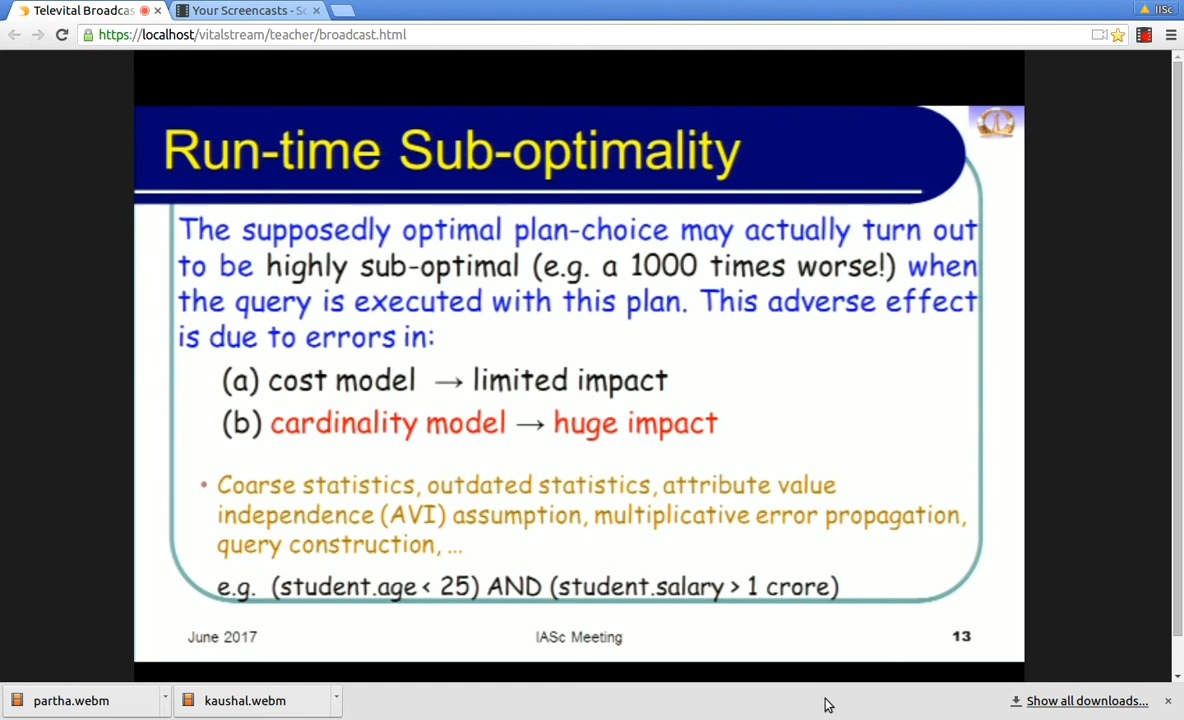 Televital Broadcas
Your Screencasts - Sc
IISc
https://localhost/vitalstream/teacher/broadcast.html
Run-time Sub-optimality
The supposedly optimal plan-choice may actually turn out
to be highly sub-optimal (e.g. a 1000 times worse!) when
the query is executed with this plan. This adverse effect
is due to errors in:
(a) cost model → limited impact
(b) cardinality model → huge impact
• Coarse statistics, outdated statistics, attribute value
independence (AVI) assumption, multiplicative error propagation,
query construction, ...
e.g. (student.age < 25) AND (student.salary > 1 crore)
June 2017
IASc Meeting
13
partha.webm
kaushal.webm
Show all downloads...